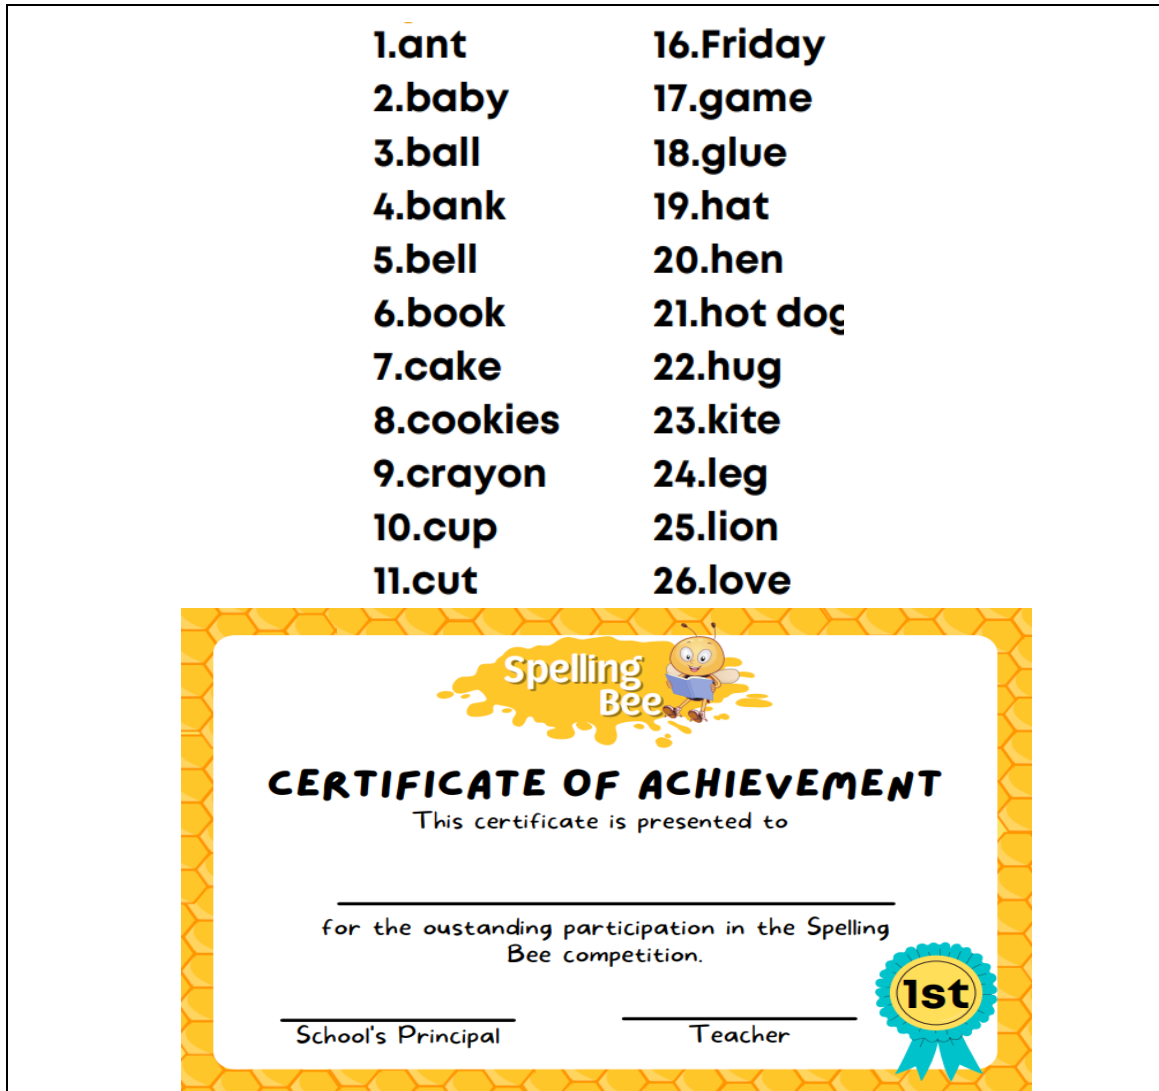 1.ant
2.baby
3.ball
4.bank
5.bell
6.book
7.cake
8.cookies
9.crayon
10.cup
11.cut
16.Friday
17.game
18.glue
19.hat
20.hen
21.hot dog
22.hug
23.kite
24.leg
25.lion
26.love
Spelling
Bee
CERTIFICATE OF ACHIEVEMENT
This certificate is presented to
for the oustanding participation in the Spelling
Bee competition.
1st
School's Principal
Teacher